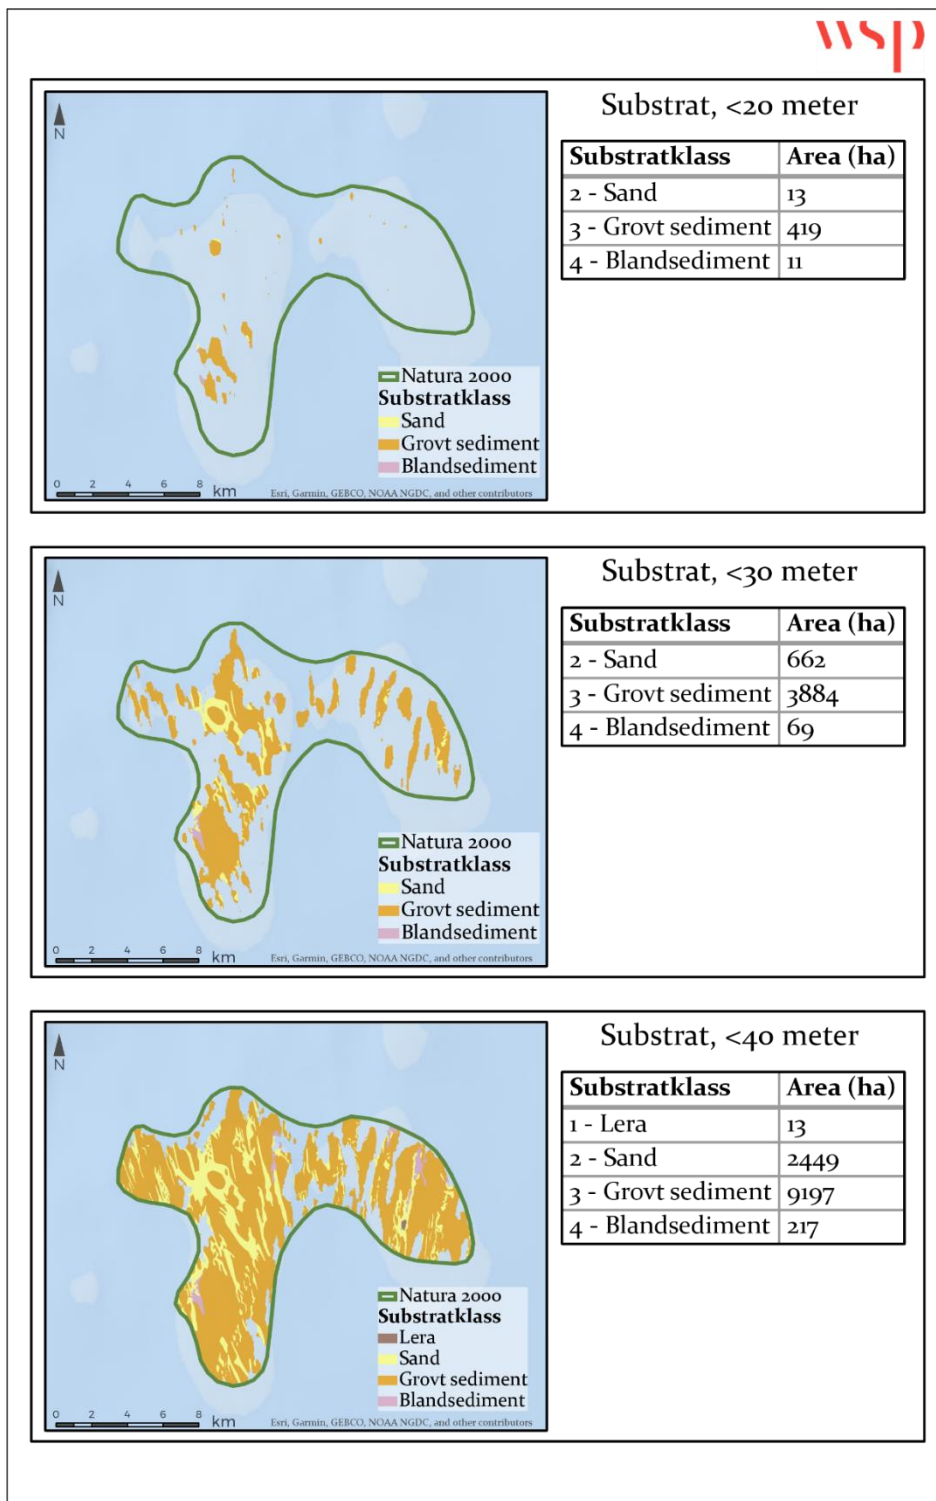 wsp
Substrat, <20 meter
N
Substratklass Area (ha)
2 - Sand 13
3 - Grovt sediment 419
4 - Blandsediment 11
Natura 2000
Substratklass
Sand
Grovt sediment
Blandsediment
0 2 4 6 8 km
Esri, Garmin, GEBCO, NOAA NGDC, and other contributors
Substrat, <30 meter
N
Substratklass Area (ha)
2 - Sand 662
3 - Grovt sediment 3884
4 - Blandsediment 69
Natura 2000
Substratklass
Sand
Grovt sediment
Blandsediment
0 2 4 6 8 km
Esri, Garmin, GEBCO, NOAA NGDC, and other contributors
Substrat, <40 meter
N
Substratklass Area (ha)
1 - Lera 13
2 - Sand 2449
3 - Grovt sediment 9197
4 - Blandsediment 217
Natura 2000
Substratklass
Lera
Sand
Grovt sediment
Blandsediment
0 2 4 6 8 km
Esri, Garmin, GEBCO, NOAA NGDC, and other contributors